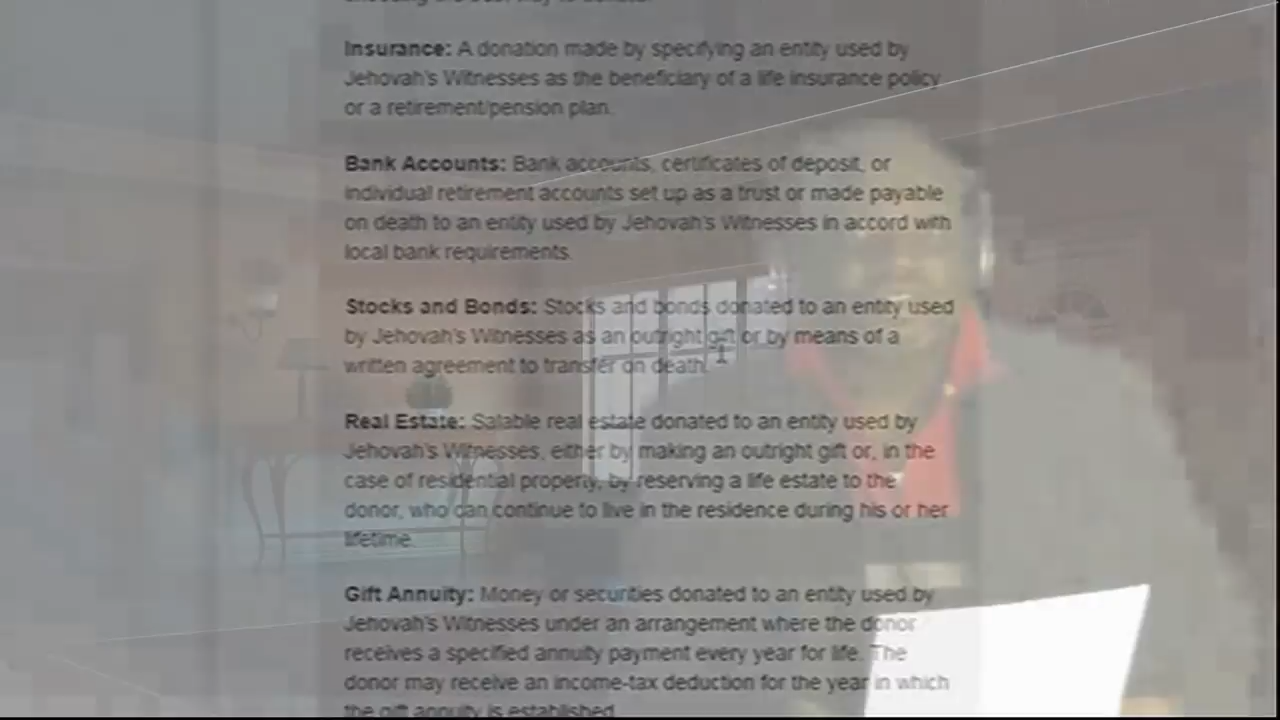 Insurance: A donation made by specifying an entity used by
Jehovah's Witnesses as the beneficiary of a life insurance policy
or a retirement/pension plan.
Bank Accounts: Bank accounts, certificates of deposit, or
individual retirement accounts set up as a trust or made payable
on death to an entity used by Jehovah's Witnesses in accord with
local bank requirements.
Stocks and Bonds: Stocks and bonds donated to an entity used
by Jehovah's Witnesses as an outright gift or by means of a
written agreement to transfer on death.
Real Estate: Salable real estate donated to an entity used by
Jehovah's Witnesses, either by making an outright gift or, in the
case of residential property, by reserving a life estate to the
donor, who can continue to live in the residence during his or her
lifetime.
Gift Annuity: Money or securities donated to an entity used by
Jehovah's Witnesses under an arrangement where the donor
receives a specified annuity payment every year for life. The
donor may receive an income-tax deduction for the year in which
the gift annuity is established.